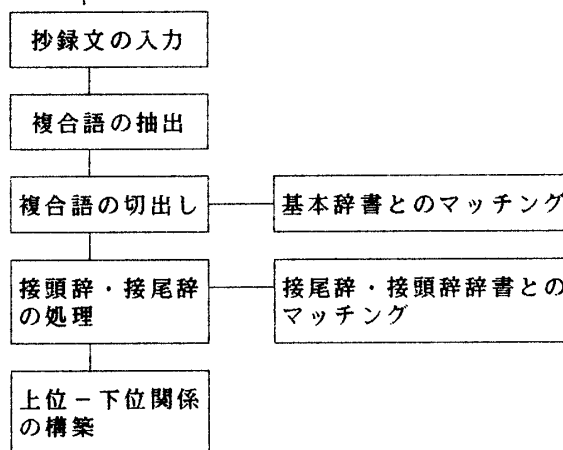 抄録文の入力
複合語の抽出
複合語の切出し
基本辞書とのマッチング
接頭辞・接尾辞
の処理
接尾辞・接頭辞辞書との
マッチング
上位－下位関係
の構築